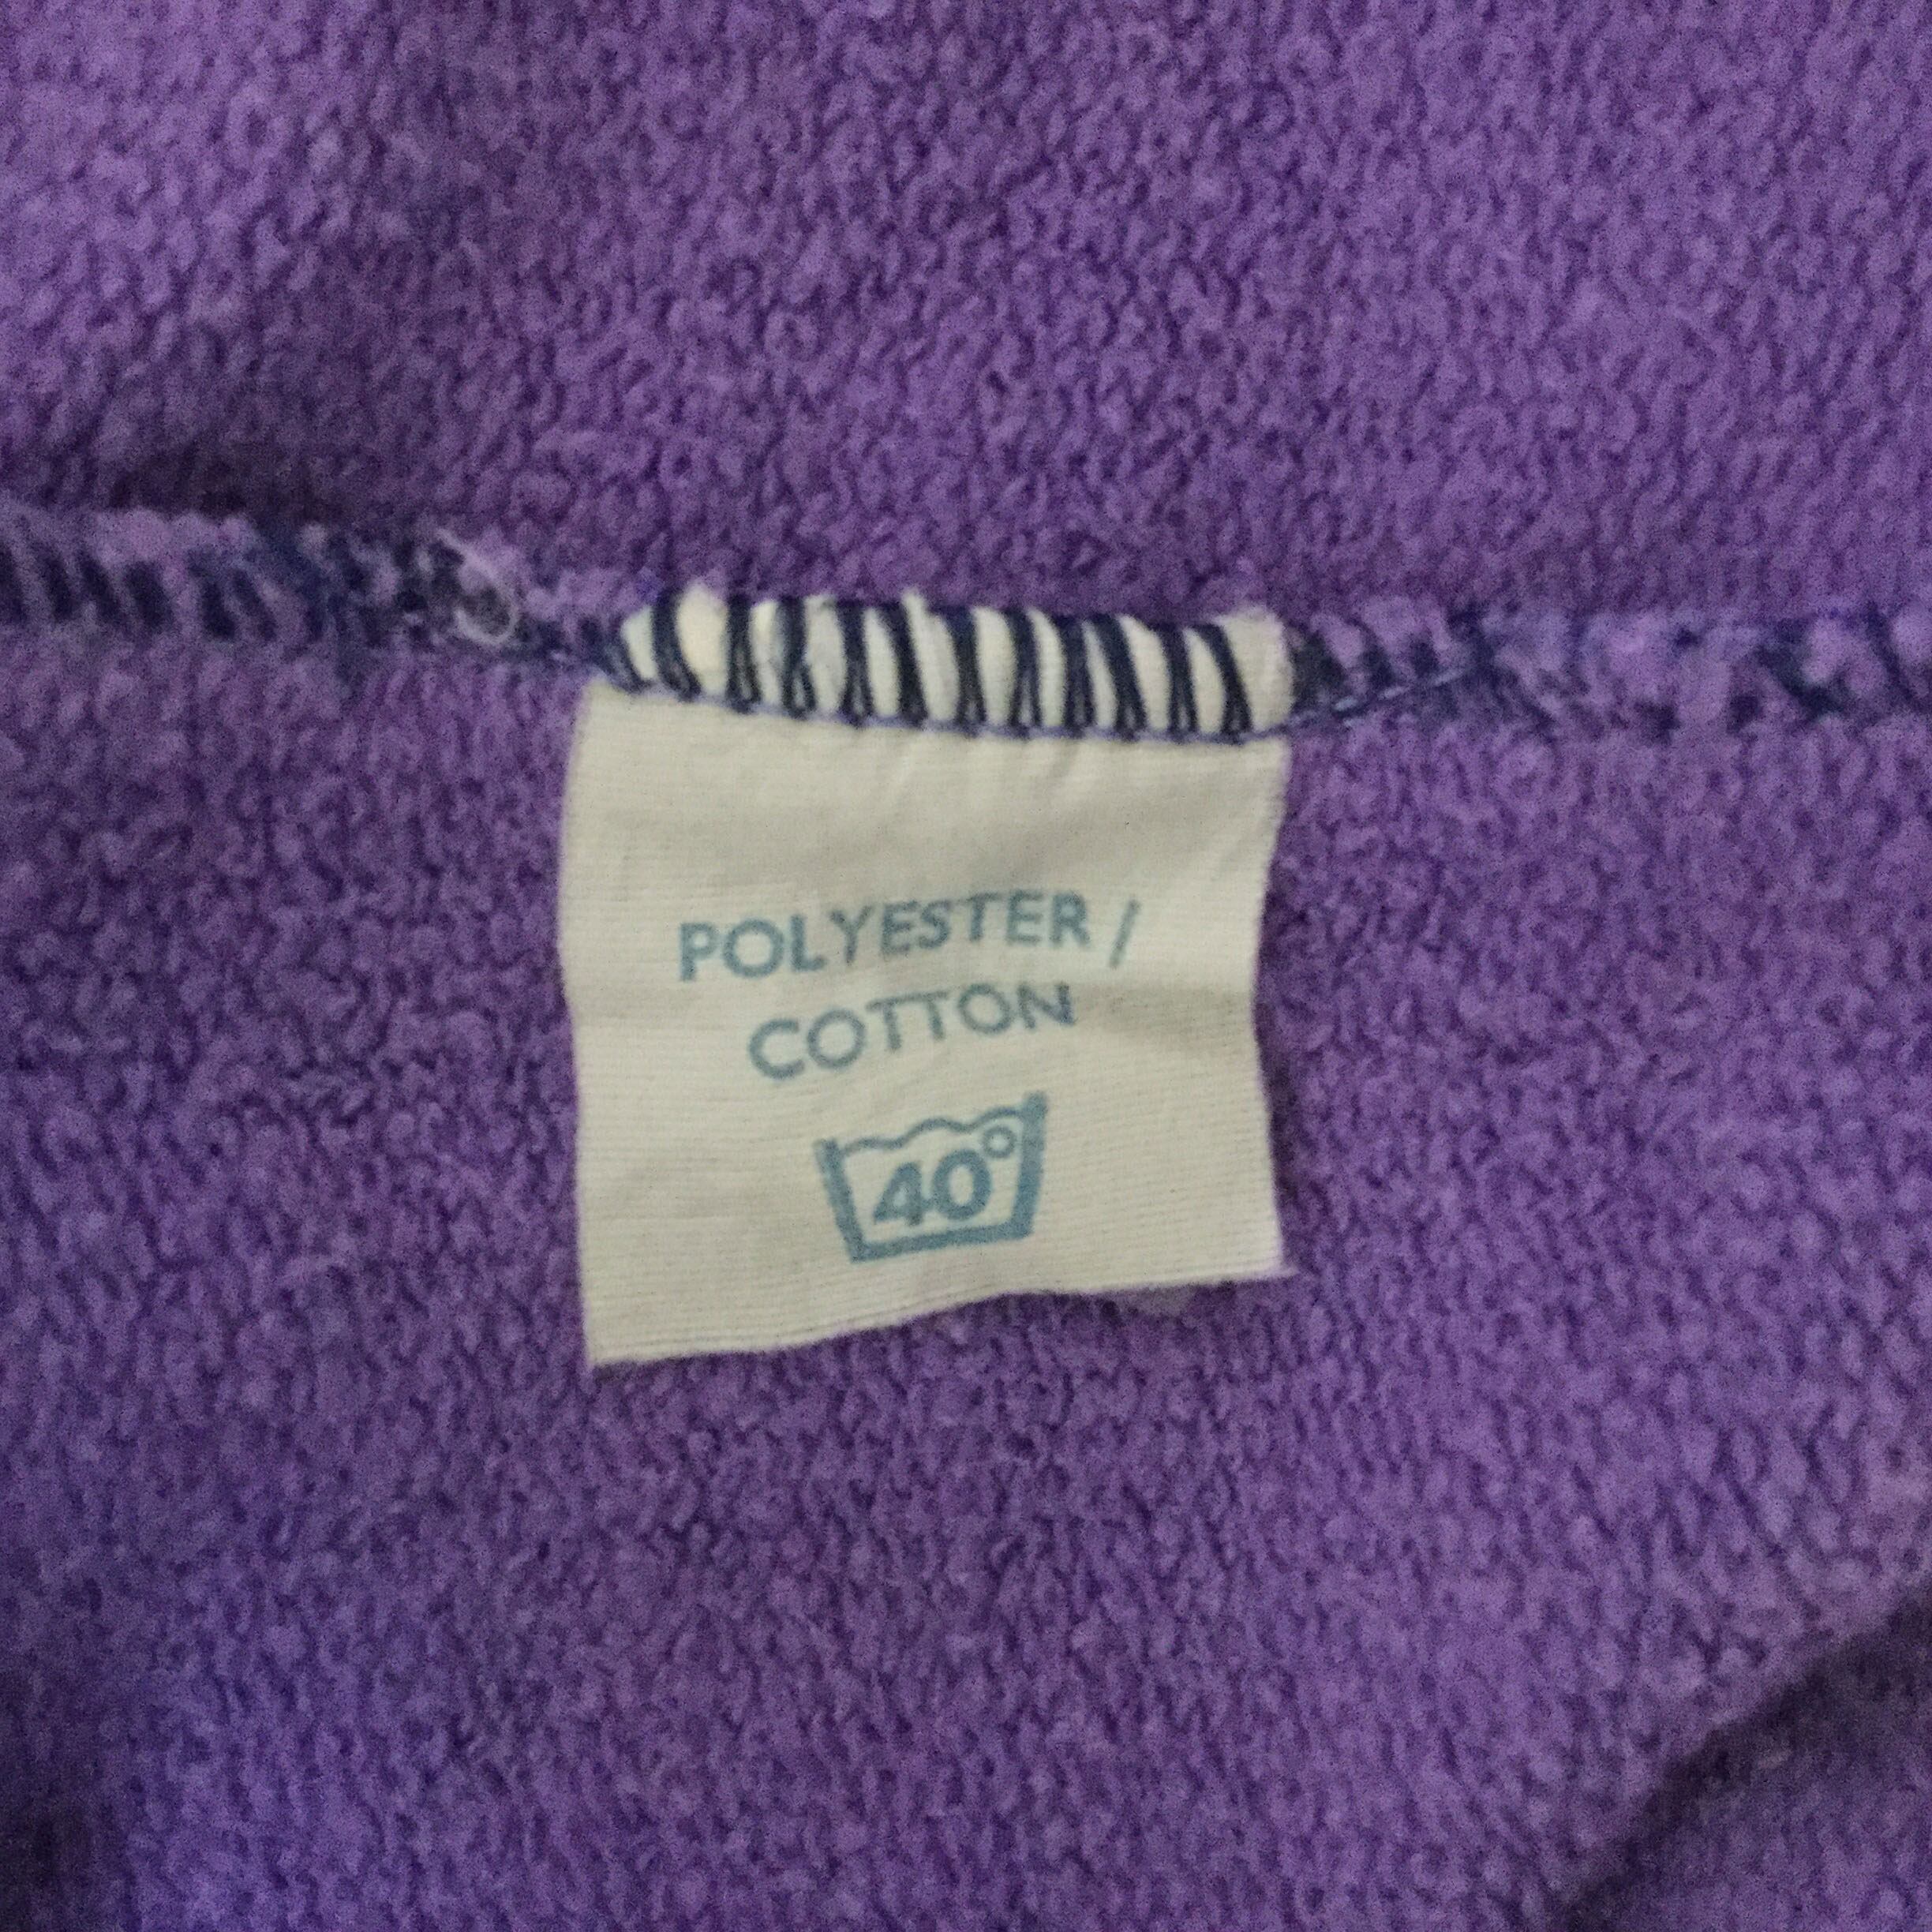 POLYESTER /
COTTON
40°